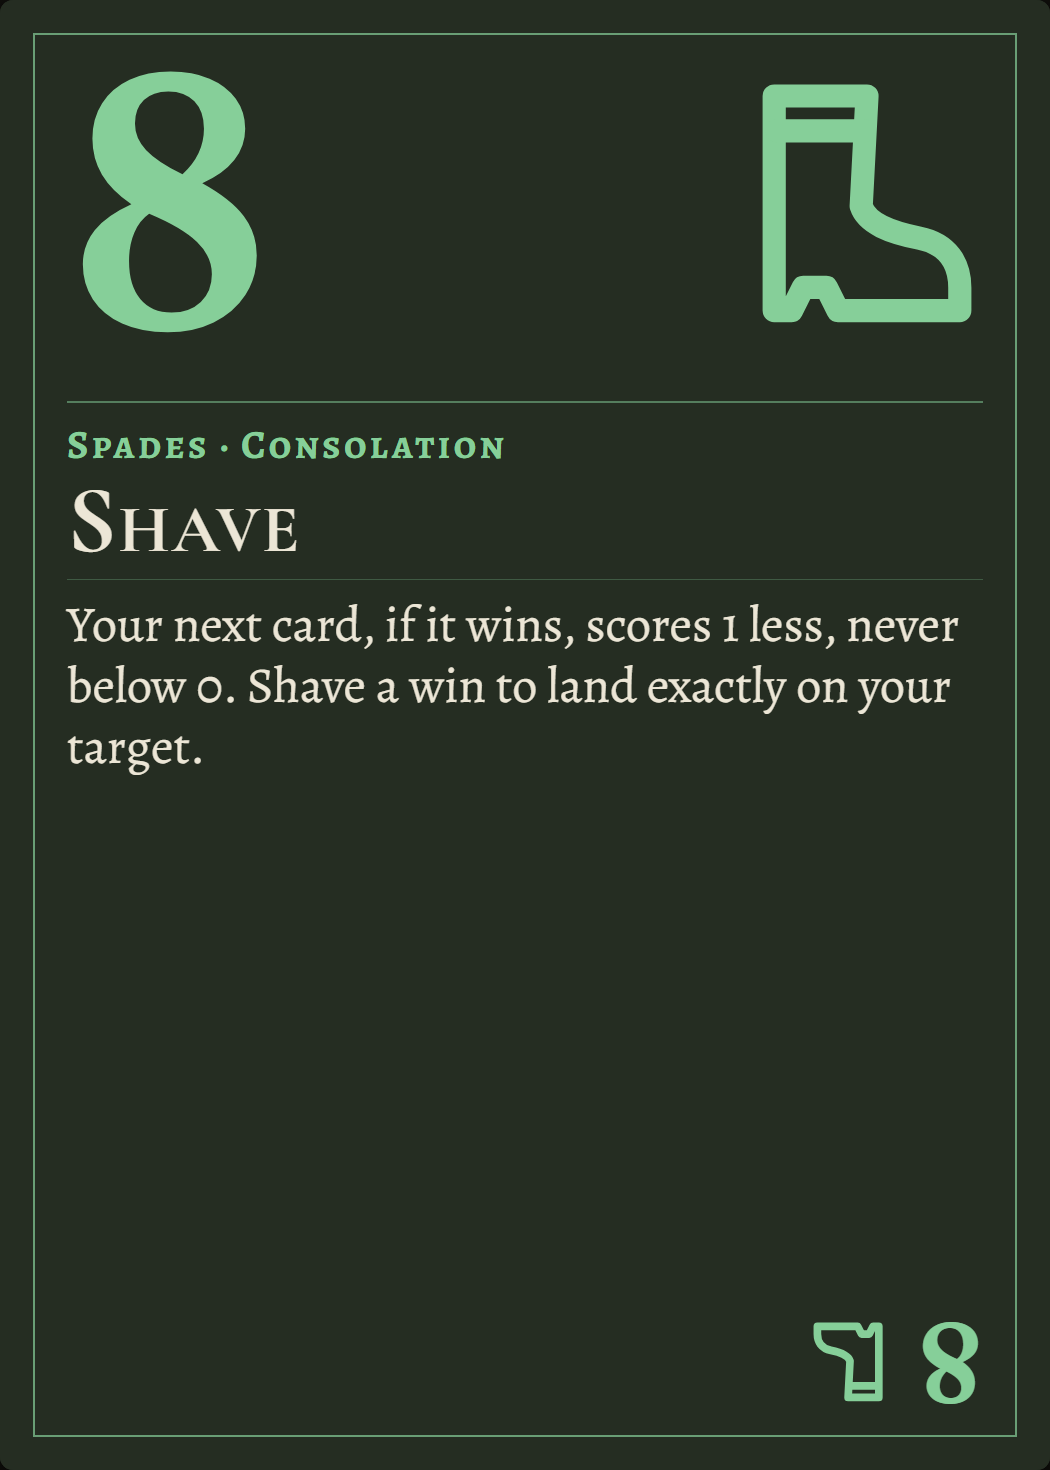 8
Spades · Consolation
Shave
Your next card, if it wins, scores 1 less, never
below 0. Shave a win to land exactly on your
target.
8